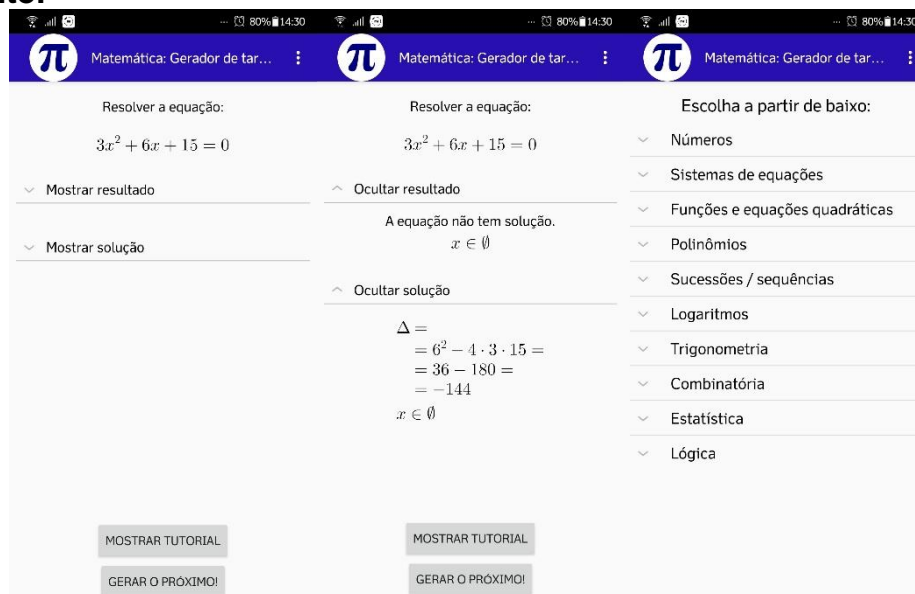 80% 14:30
π Matemática: Gerador de tar...
Resolver a equação:
3x² + 6x + 15 = 0
Mostrar resultado
Mostrar solução
MOSTRAR TUTORIAL
GERAR O PRÓXIMO!
80% 14:30
π Matemática: Gerador de tar...
Resolver a equação:
3x² + 6x + 15 = 0
Ocultar resultado
A equação não tem solução.
x ∈ ∅
Ocultar solução
Δ =
= 6² − 4 · 3 · 15 =
= 36 − 180 =
= −144
x ∈ ∅
MOSTRAR TUTORIAL
GERAR O PRÓXIMO!
80% 14:30
π Matemática: Gerador de tar...
Escolha a partir de baixo:
Números
Sistemas de equações
Funções e equações quadráticas
Polinômios
Sucessões / sequências
Logaritmos
Trigonometria
Combinatória
Estatística
Lógica